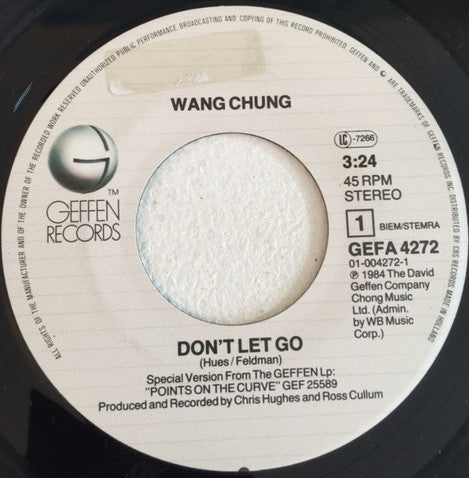 ALL RIGHTS OF THE MANUFACTURER AND OF THE OWNER OF THE RECORDED WORK RESERVED UNAUTHORIZED PUBLIC PERFORMANCE, BROADCASTING AND COPYING OF THIS RECORD PROHIBITED. GEFFEN AND G ARE TRADEMARKS OF GEFFEN RECORDS INC. DISTRIBUTED BY CBS RECORDS MADE IN HOLLAND
WANG CHUNG
LC-7266
3:24
45 RPM
STEREO
G
TM
GEFFEN
RECORDS
1 BIEM/STEMRA
GEFA 4272
01-004272-1
℗ 1984 The David
Geffen Company
Chong Music
Ltd. (Admin.
by WB Music
Corp.)
DON'T LET GO
(Hues/Feldman)
Special Version From The GEFFEN Lp:
"POINTS ON THE CURVE" GEF 25589
Produced and Recorded by Chris Hughes and Ross Cullum